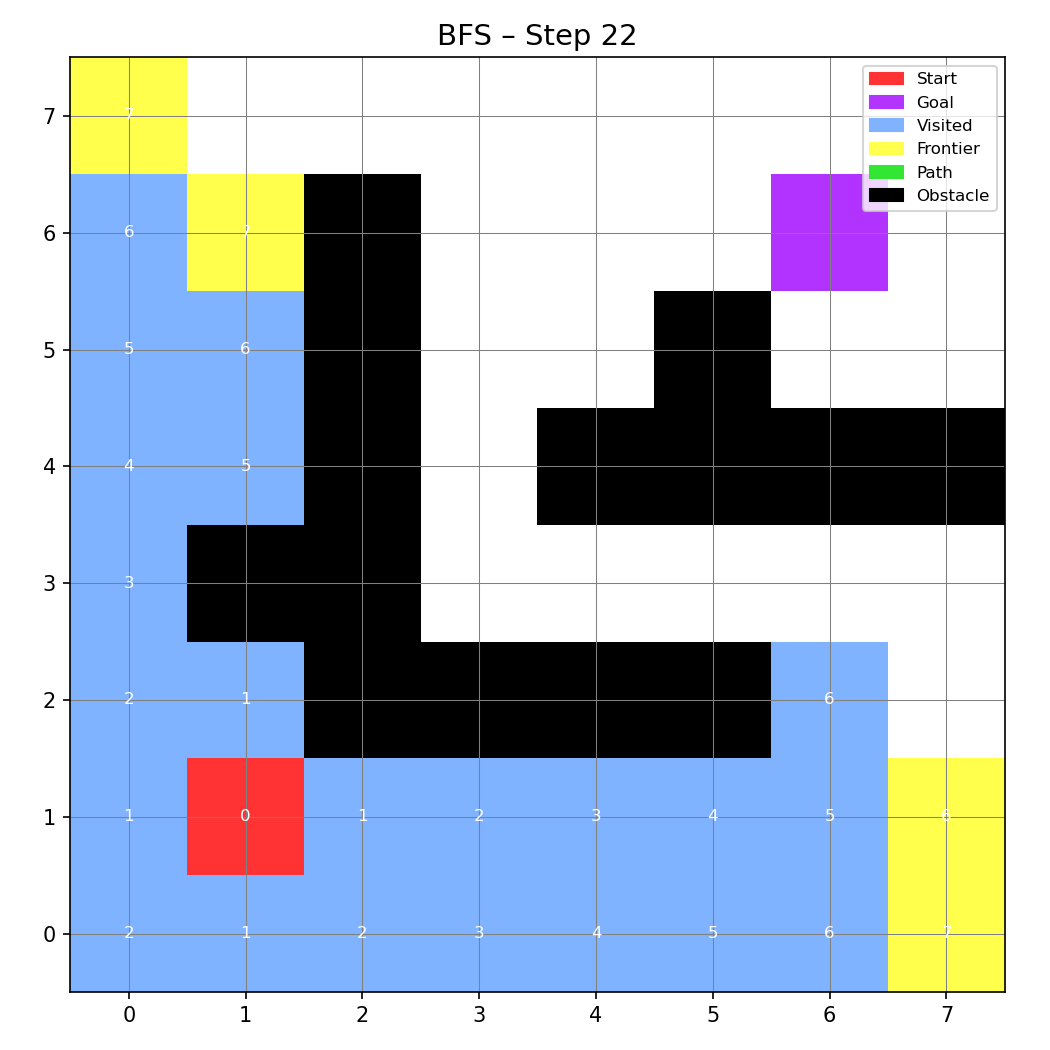 BFS – Step 22
Start
Goal
Visited
Frontier
Path
Obstacle
7 7
6 6 7
5 5 6
4 4 5
3 3
2 2 1 6
1 1 0 1 2 3 4 5 6
0 2 1 2 3 4 5 6 7
0 1 2 3 4 5 6 7